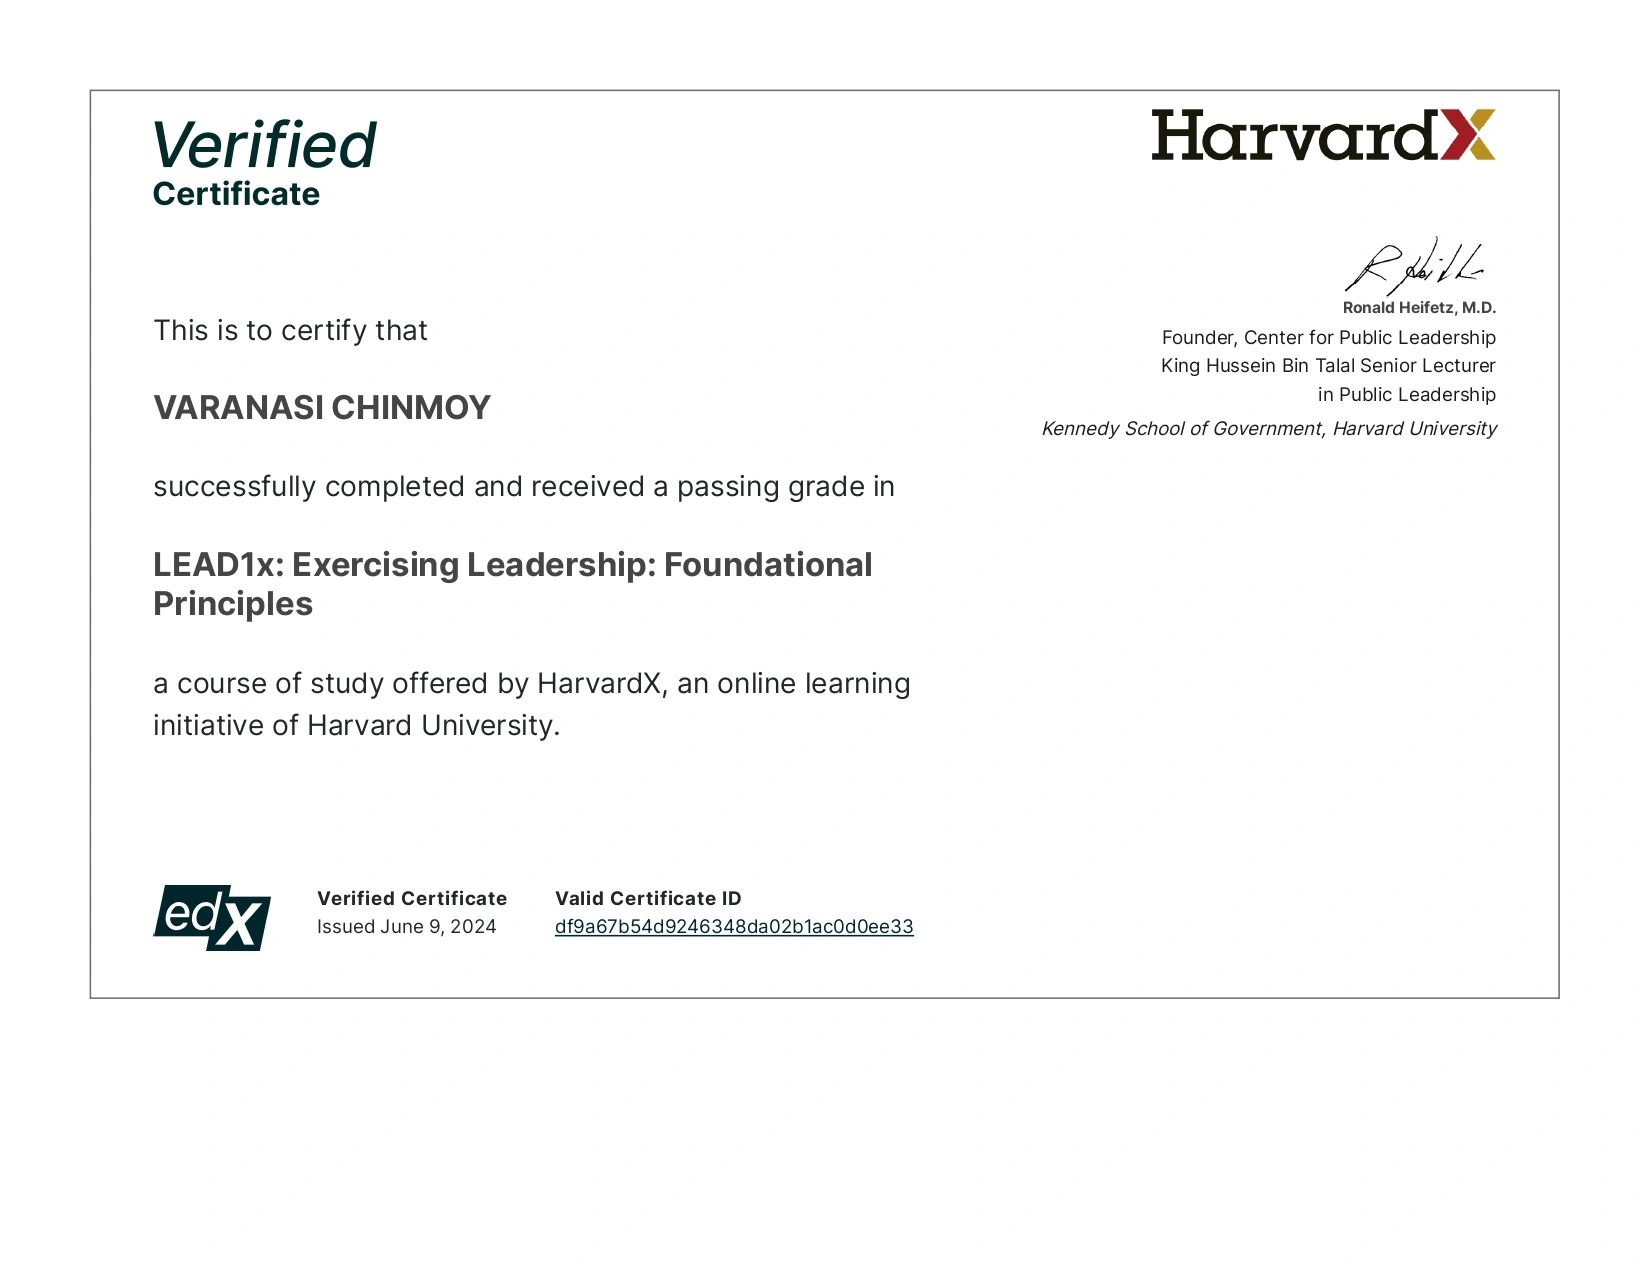 Verified
Certificate
HarvardX
R Heifetz
Ronald Heifetz, M.D.
Founder, Center for Public Leadership
King Hussein Bin Talal Senior Lecturer
in Public Leadership
Kennedy School of Government, Harvard University
This is to certify that
VARANASI CHINMOY
successfully completed and received a passing grade in
LEAD1x: Exercising Leadership: Foundational
Principles
a course of study offered by HarvardX, an online learning
initiative of Harvard University.
edX
Verified Certificate
Issued June 9, 2024
Valid Certificate ID
df9a67b54d9246348da02b1ac0d0ee33